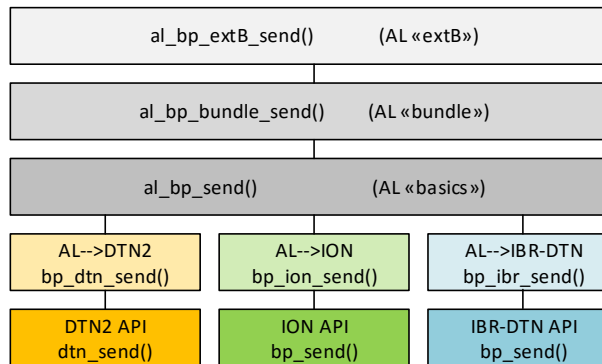 al_bp_extB_send() (AL «extB»)
al_bp_bundle_send() (AL «bundle»)
al_bp_send() (AL «basics»)
AL-->DTN2
bp_dtn_send()
AL-->ION
bp_ion_send()
AL-->IBR-DTN
bp_ibr_send()
DTN2 API
dtn_send()
ION API
bp_send()
IBR-DTN API
bp_send()